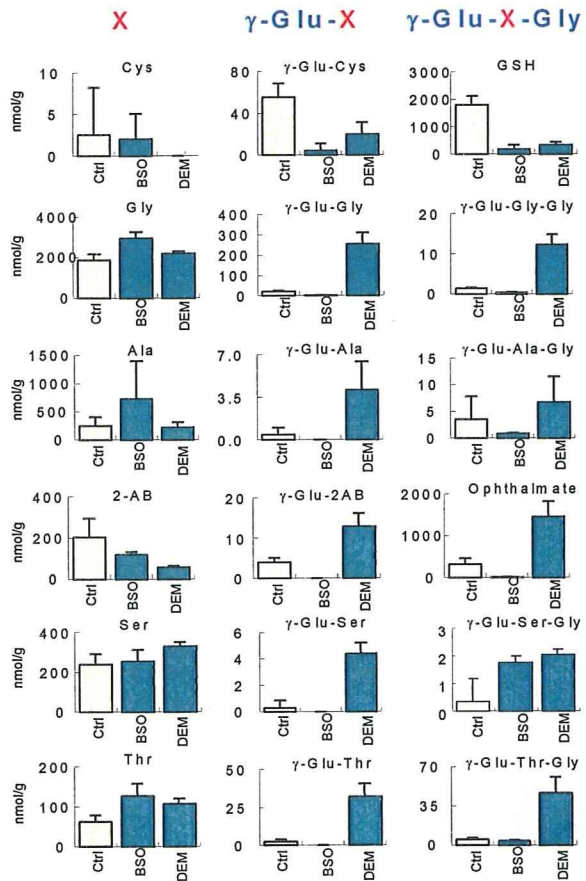 X γ-Glu-X γ-Glu-X-Gly
Cys γ-Glu-Cys GSH
nmol/g
10 5 0
80 40 0
3000 2000 1000 0
Ctrl BSO DEM Ctrl BSO DEM Ctrl BSO DEM
Gly γ-Glu-Gly γ-Glu-Gly-Gly
nmol/g
4000 2000 0
400 300 200 100 0
20 10 0
Ctrl BSO DEM Ctrl BSO DEM Ctrl BSO DEM
Ala γ-Glu-Ala γ-Glu-Ala-Gly
nmol/g
1500 1000 500 0
7.0 3.5 0.0
15 10 5 0
Ctrl BSO DEM Ctrl BSO DEM Ctrl BSO DEM
2-AB γ-Glu-2AB Ophthalmate
nmol/g
400 200 0
20 10 0
2000 1000 0
Ctrl BSO DEM Ctrl BSO DEM Ctrl BSO DEM
Ser γ-Glu-Ser γ-Glu-Ser-Gly
nmol/g
400 200 0
6 4 2 0
3 2 1 0
Ctrl BSO DEM Ctrl BSO DEM Ctrl BSO DEM
Thr γ-Glu-Thr γ-Glu-Thr-Gly
nmol/g
200 100 0
50 25 0
70 35 0
Ctrl BSO DEM Ctrl BSO DEM Ctrl BSO DEM